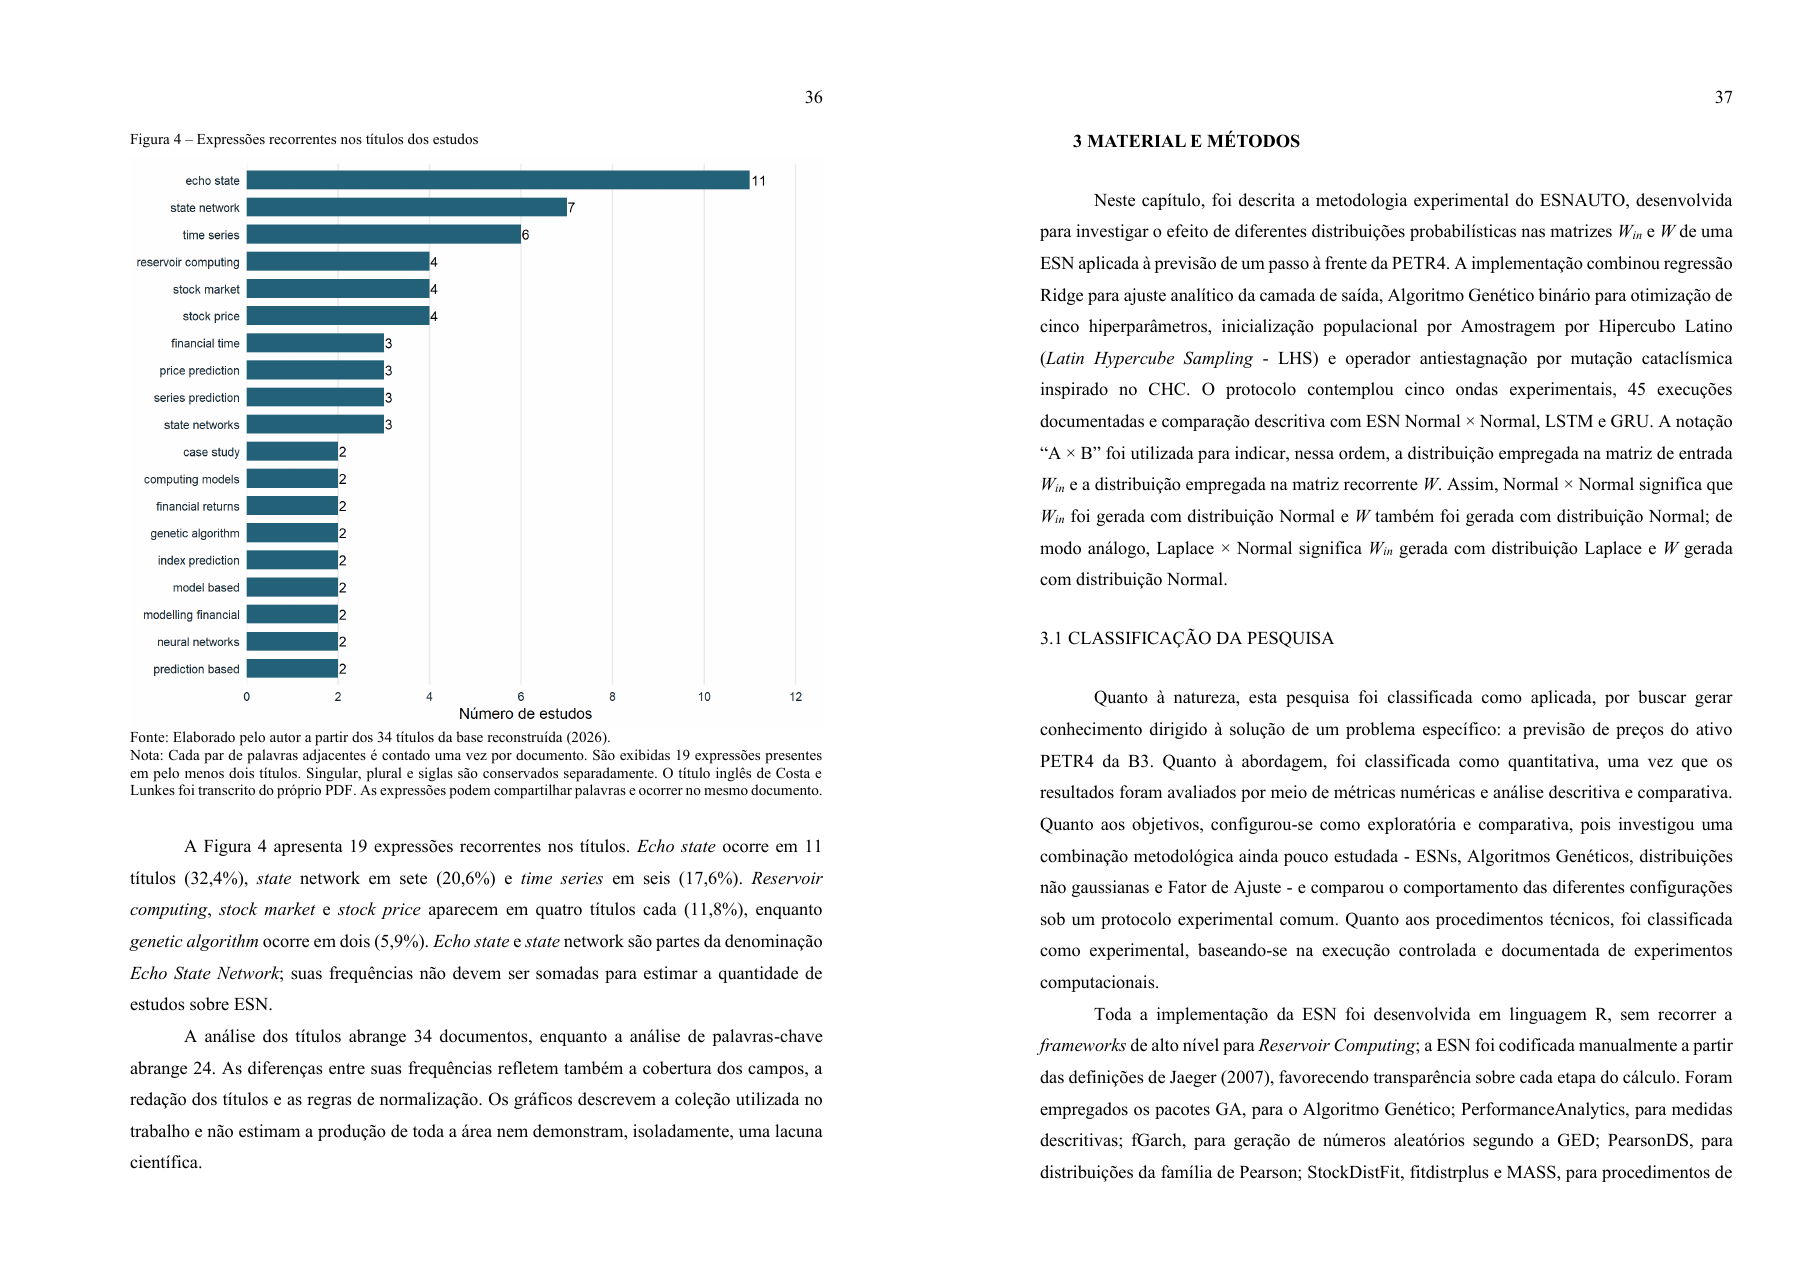 36
Figura 4 – Expressões recorrentes nos títulos dos estudos
echo state 11
state network 7
time series 6
reservoir computing 4
stock market 4
stock price 4
financial time 3
price prediction 3
series prediction 3
state networks 3
case study 2
computing models 2
financial returns 2
genetic algorithm 2
index prediction 2
model based 2
modelling financial 2
neural networks 2
prediction based 2
0 2 4 6 8 10 12
Número de estudos
Fonte: Elaborado pelo autor a partir dos 34 títulos da base reconstruída (2026).
Nota: Cada par de palavras adjacentes é contado uma vez por documento. São exibidas 19 expressões presentes
em pelo menos dois títulos. Singular, plural e siglas são conservados separadamente. O título inglês de Costa e
Lunkes foi transcrito do próprio PDF. As expressões podem compartilhar palavras e ocorrer no mesmo documento.
A Figura 4 apresenta 19 expressões recorrentes nos títulos. Echo state ocorre em 11
títulos (32,4%), state network em sete (20,6%) e time series em seis (17,6%). Reservoir
computing, stock market e stock price aparecem em quatro títulos cada (11,8%), enquanto
genetic algorithm ocorre em dois (5,9%). Echo state e state network são partes da denominação
Echo State Network; suas frequências não devem ser somadas para estimar a quantidade de
estudos sobre ESN.
A análise dos títulos abrange 34 documentos, enquanto a análise de palavras-chave
abrange 24. As diferenças entre suas frequências refletem também a cobertura dos campos, a
redação dos títulos e as regras de normalização. Os gráficos descrevem a coleção utilizada no
trabalho e não estimam a produção de toda a área nem demonstram, isoladamente, uma lacuna
científica.
37
3 MATERIAL E MÉTODOS
Neste capítulo, foi descrita a metodologia experimental do ESNAUTO, desenvolvida
para investigar o efeito de diferentes distribuições probabilísticas nas matrizes Win e W de uma
ESN aplicada à previsão de um passo à frente da PETR4. A implementação combinou regressão
Ridge para ajuste analítico da camada de saída, Algoritmo Genético binário para otimização de
cinco hiperparâmetros, inicialização populacional por Amostragem por Hipercubo Latino
(Latin Hypercube Sampling - LHS) e operador antiestagnação por mutação cataclísmica
inspirado no CHC. O protocolo contemplou cinco ondas experimentais, 45 execuções
documentadas e comparação descritiva com ESN Normal × Normal, LSTM e GRU. A notação
“A × B” foi utilizada para indicar, nessa ordem, a distribuição empregada na matriz de entrada
Win e a distribuição empregada na matriz recorrente W. Assim, Normal × Normal significa que
Win foi gerada com distribuição Normal e W também foi gerada com distribuição Normal; de
modo análogo, Laplace × Normal significa Win gerada com distribuição Laplace e W gerada
com distribuição Normal.
3.1 CLASSIFICAÇÃO DA PESQUISA
Quanto à natureza, esta pesquisa foi classificada como aplicada, por buscar gerar
conhecimento dirigido à solução de um problema específico: a previsão de preços do ativo
PETR4 da B3. Quanto à abordagem, foi classificada como quantitativa, uma vez que os
resultados foram avaliados por meio de métricas numéricas e análise descritiva e comparativa.
Quanto aos objetivos, configurou-se como exploratória e comparativa, pois investigou uma
combinação metodológica ainda pouco estudada - ESNs, Algoritmos Genéticos, distribuições
não gaussianas e Fator de Ajuste - e comparou o comportamento das diferentes configurações
sob um protocolo experimental comum. Quanto aos procedimentos técnicos, foi classificada
como experimental, baseando-se na execução controlada e documentada de experimentos
computacionais.
Toda a implementação da ESN foi desenvolvida em linguagem R, sem recorrer a
frameworks de alto nível para Reservoir Computing; a ESN foi codificada manualmente a partir
das definições de Jaeger (2007), favorecendo transparência sobre cada etapa do cálculo. Foram
empregados os pacotes GA, para o Algoritmo Genético; PerformanceAnalytics, para medidas
descritivas; fGarch, para geração de números aleatórios segundo a GED; PearsonDS, para
distribuições da família de Pearson; StockDistFit, fitdistrplus e MASS, para procedimentos de